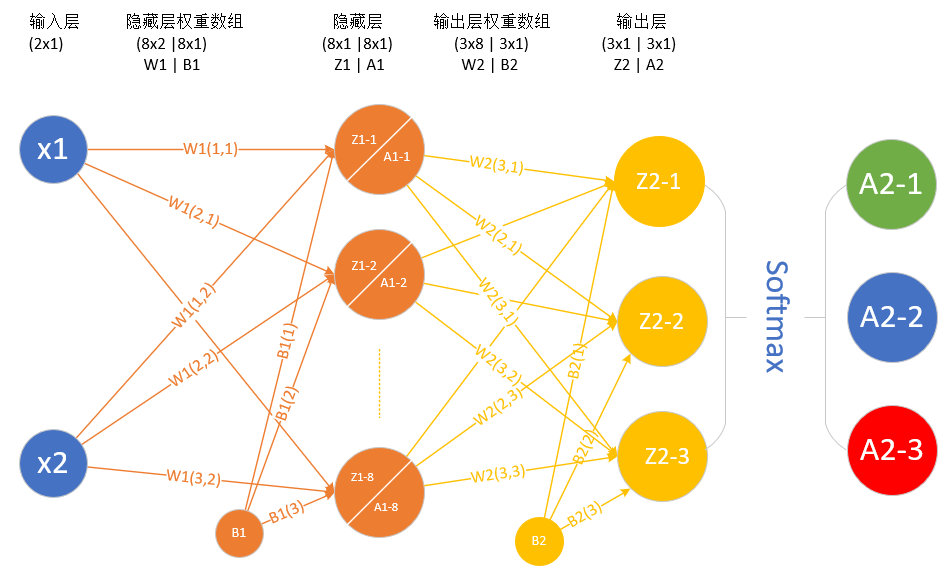 输入层
(2x1)
隐藏层权重数组
(8x2 |8x1)
W1 | B1
隐藏层
(8x1 |8x1)
Z1 | A1
输出层权重数组
(3x8 | 3x1)
W2 | B2
输出层
(3x1 | 3x1)
Z2 | A2
x1
x2
W1(1,1)
W1(2,1)
W1(1,2)
W1(2,2)
W1(3,2)
B1(1)
B1(2)
B1(3)
B1
Z1-1
A1-1
Z1-2
A1-2
Z1-8
A1-8
W2(3,1)
W2(2,1)
W2(3,1)
W2(3,2)
W2(2,3)
W2(3,3)
B2(1)
B2(2)
B2(3)
B2
Z2-1
Z2-2
Z2-3
Softmax
A2-1
A2-2
A2-3